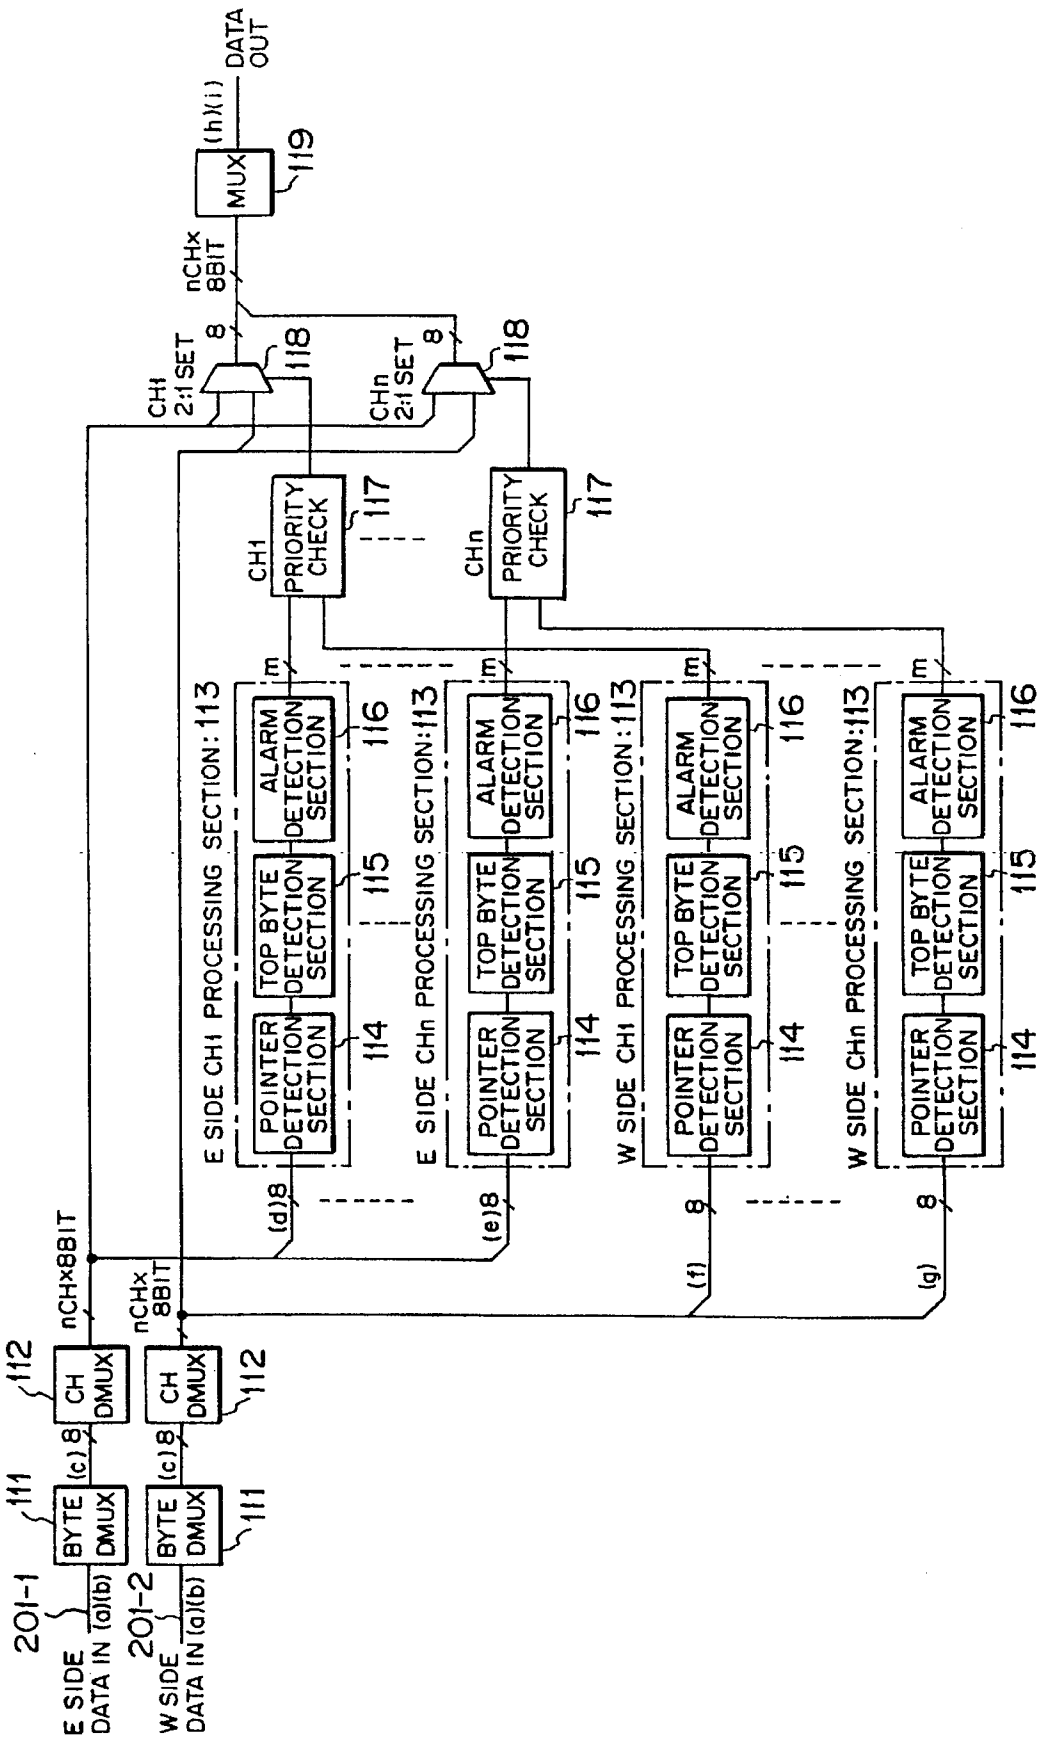 E SIDE
DATA IN (a)(b)
201-1
BYTE
DMUX
111
(c) 8
CH
DMUX
112
nCH×8BIT
W SIDE
DATA IN (a)(b)
201-2
BYTE
DMUX
111
(c) 8
CH
DMUX
112
nCH×
8BIT
(d) 8
E SIDE CH1 PROCESSING SECTION: 113
POINTER
DETECTION
SECTION
114
TOP BYTE
DETECTION
SECTION
115
ALARM
DETECTION
SECTION
116
m
(e) 8
E SIDE CHn PROCESSING SECTION:113
POINTER
DETECTION
SECTION
114
TOP BYTE
DETECTION
SECTION
115
ALARM
DETECTION
SECTION
116
m
(f)
8
W SIDE CH1 PROCESSING SECTION:113
POINTER
DETECTION
SECTION
114
TOP BYTE
DETECTION
SECTION
115
ALARM
DETECTION
SECTION
116
m
(g)
8
W SIDE CHn PROCESSING SECTION:113
POINTER
DETECTION
SECTION
114
TOP BYTE
DETECTION
SECTION
115
ALARM
DETECTION
SECTION
116
m
CH1
PRIORITY
CHECK
117
CHn
PRIORITY
CHECK
117
CH1
2:1 SET
118
8
CHn
2:1 SET
118
8
nCH×
8BIT
MUX
119
(h)(i)
DATA
OUT